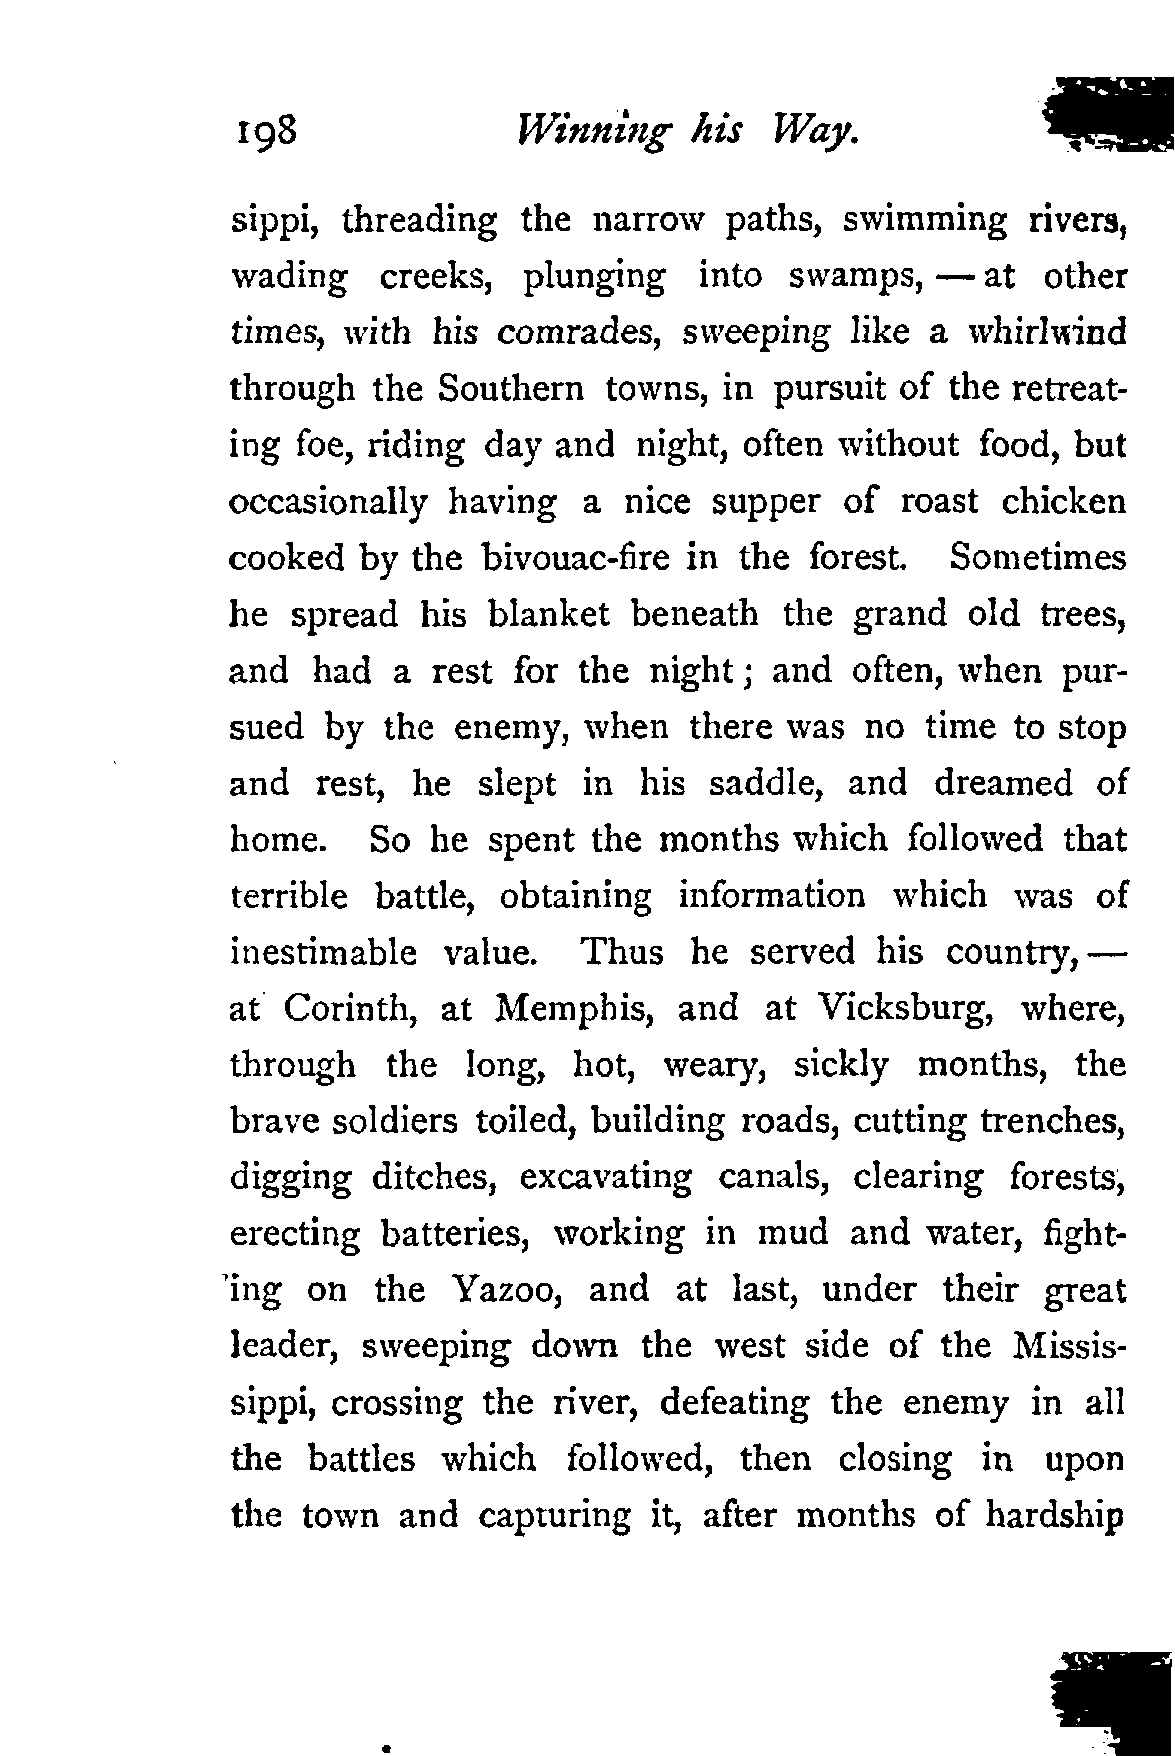 198 Winning his Way.
sippi, threading the narrow paths, swimming rivers,
wading creeks, plunging into swamps, — at other
times, with his comrades, sweeping like a whirlwind
through the Southern towns, in pursuit of the retreat-
ing foe, riding day and night, often without food, but
occasionally having a nice supper of roast chicken
cooked by the bivouac-fire in the forest. Sometimes
he spread his blanket beneath the grand old trees,
and had a rest for the night; and often, when pur-
sued by the enemy, when there was no time to stop
and rest, he slept in his saddle, and dreamed of
home. So he spent the months which followed that
terrible battle, obtaining information which was of
inestimable value. Thus he served his country, —
at Corinth, at Memphis, and at Vicksburg, where,
through the long, hot, weary, sickly months, the
brave soldiers toiled, building roads, cutting trenches,
digging ditches, excavating canals, clearing forests,
erecting batteries, working in mud and water, fight-
ing on the Yazoo, and at last, under their great
leader, sweeping down the west side of the Missis-
sippi, crossing the river, defeating the enemy in all
the battles which followed, then closing in upon
the town and capturing it, after months of hardship